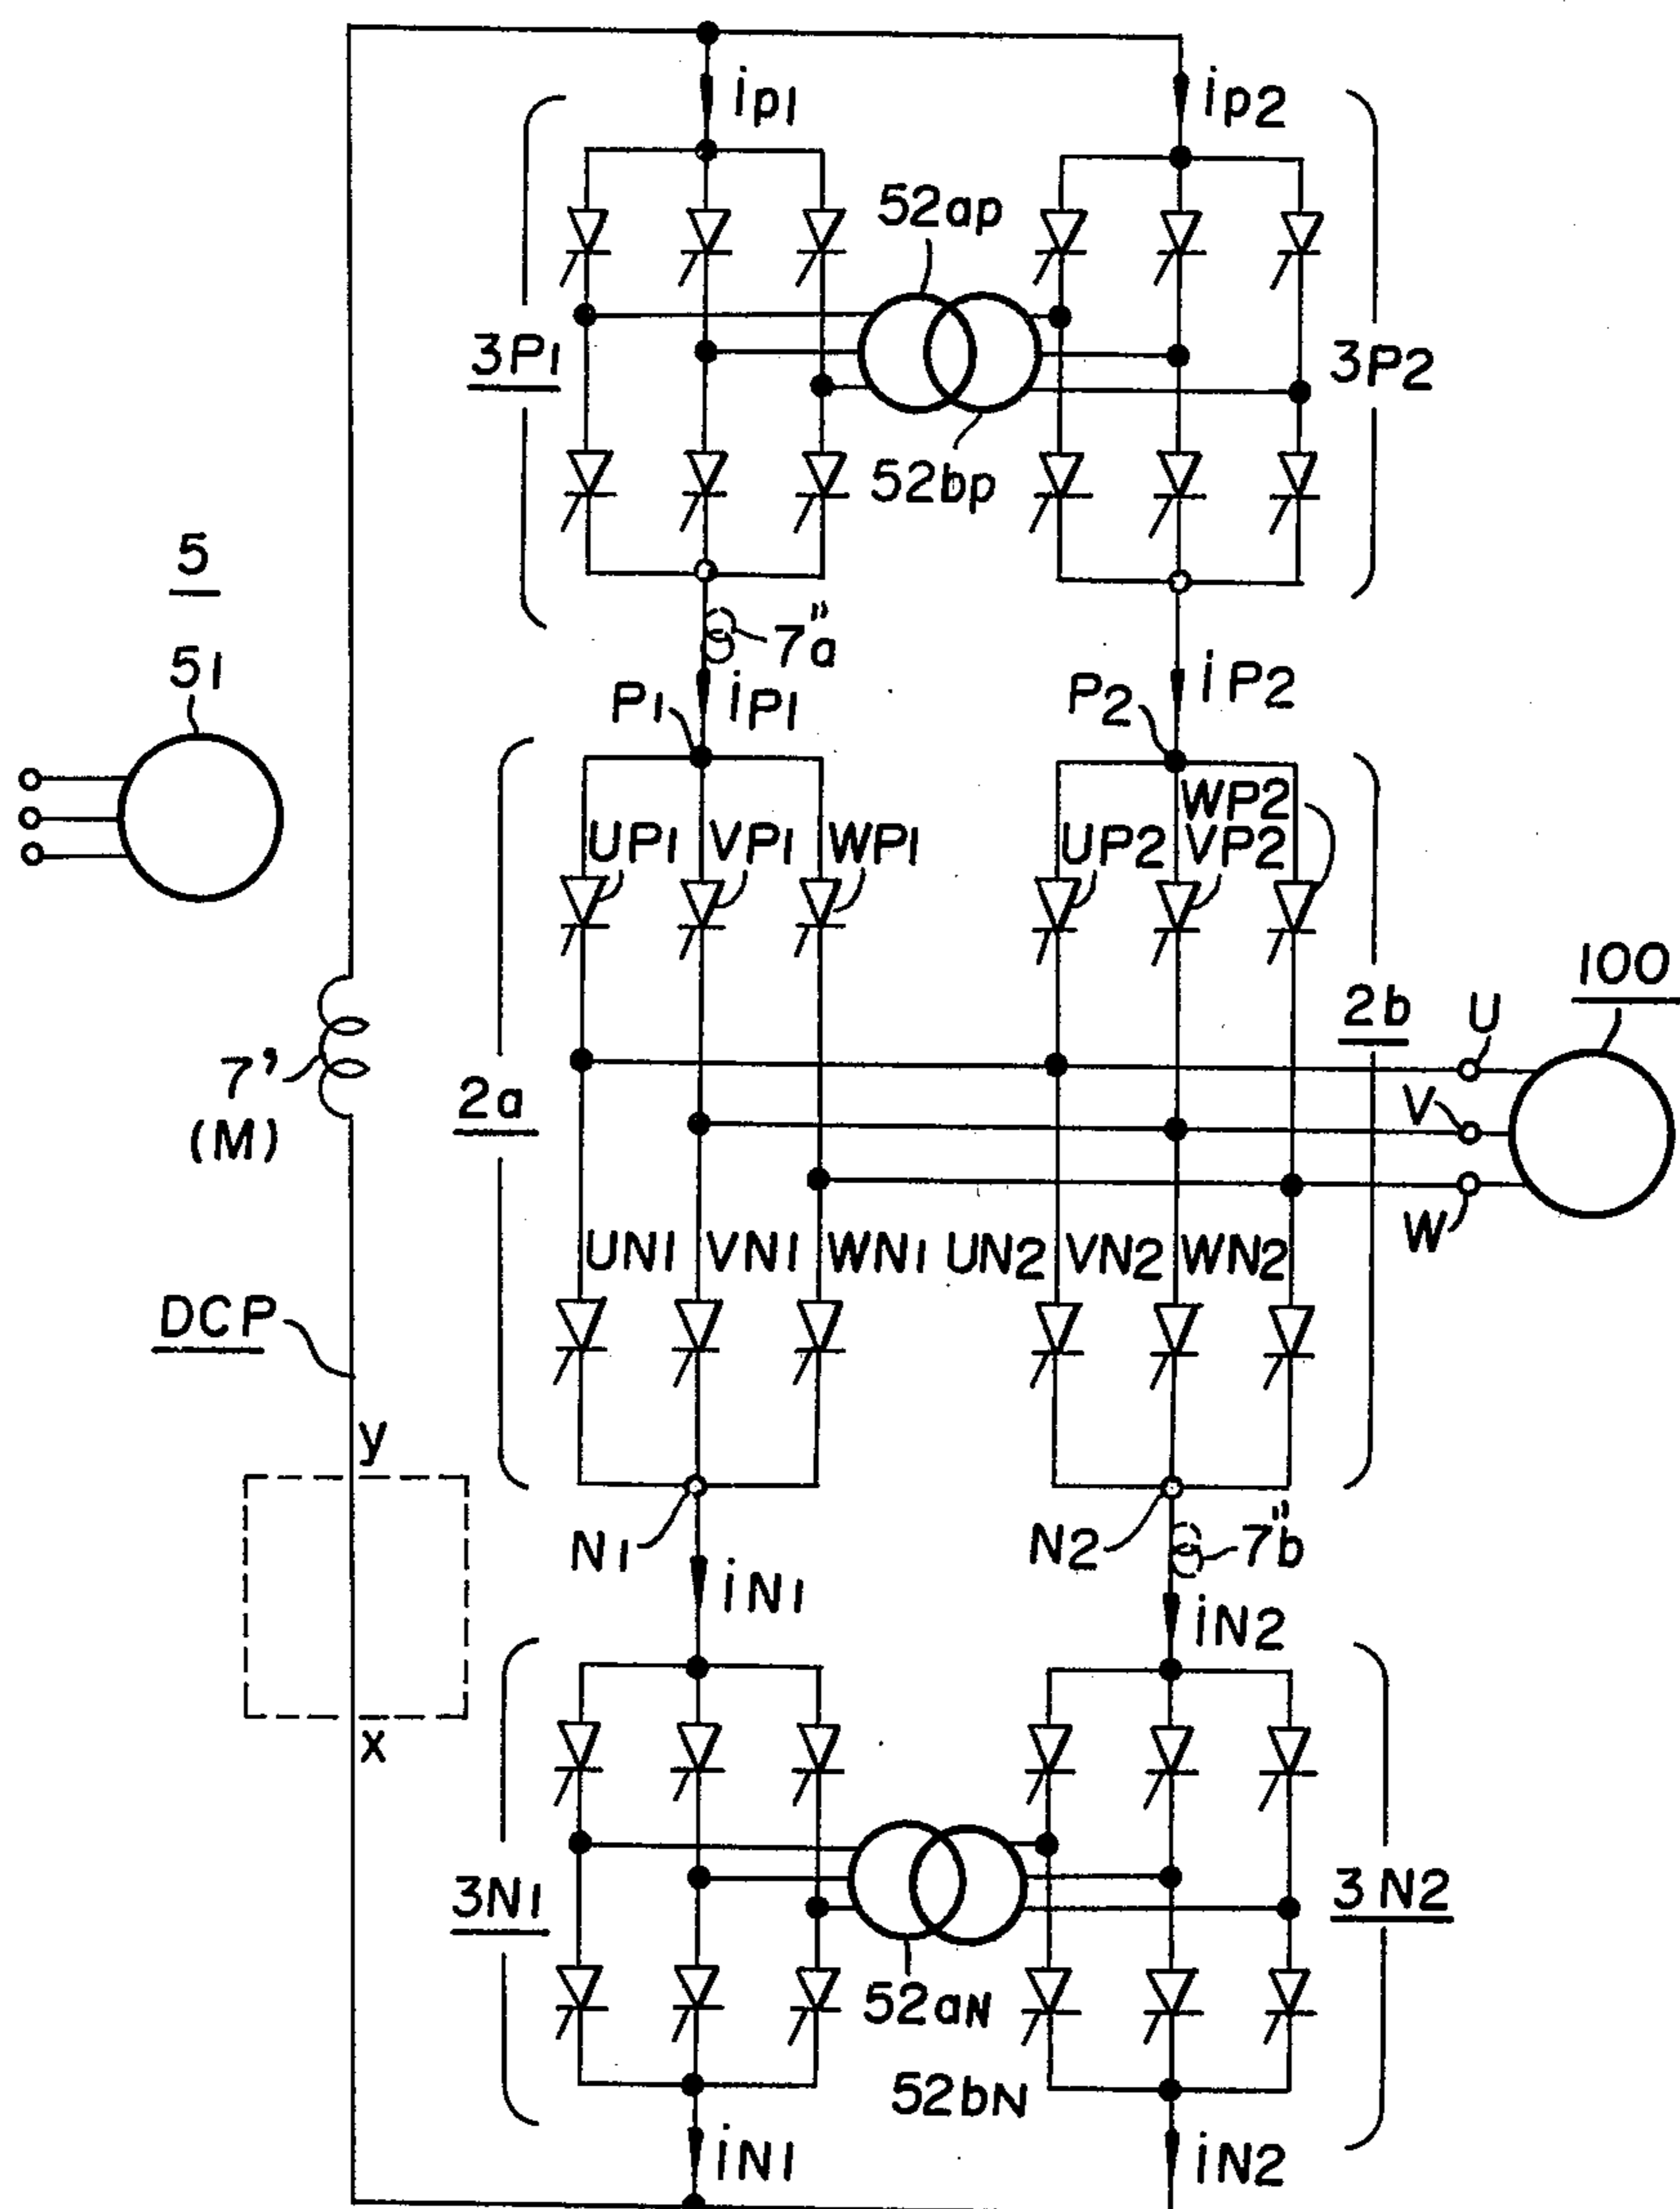 ip1 ip2
52ap
3P1 3P2
52bp
5
7"a
51
P1 iP1 P2 iP2
WP2
UP1 VP1 WP1 UP2 VP2
100
2b U
7'
2a V
(M)
W
UN1 VN1 WN1 UN2 VN2 WN2
DCP
y
N1 N2 7"b
iN1
iN2
x
3N1 3N2
52aN
52bN
iN1 iN2